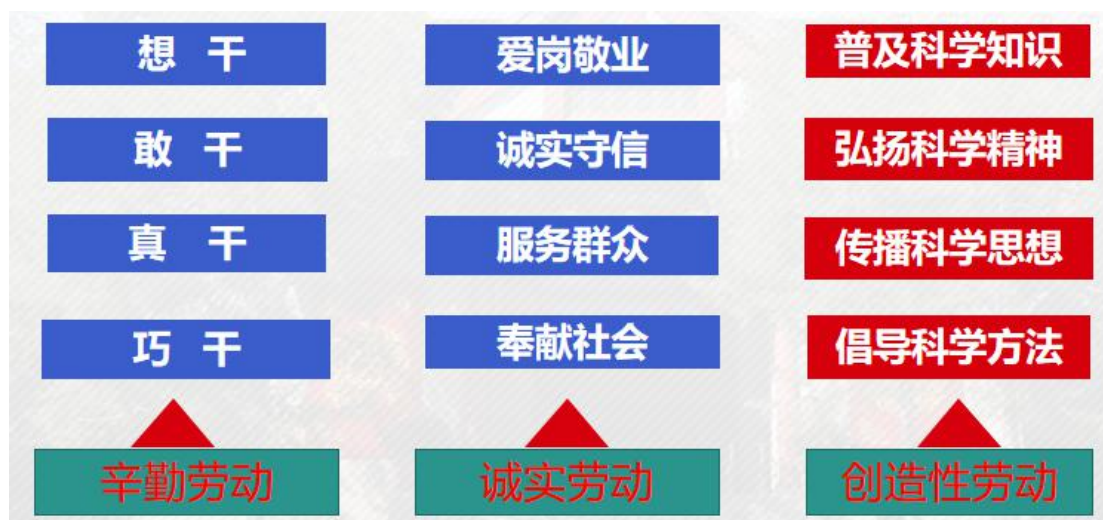 想 干 爱岗敬业 普及科学知识
敢 干 诚实守信 弘扬科学精神
真 干 服务群众 传播科学思想
巧 干 奉献社会 倡导科学方法
辛勤劳动 诚实劳动 创造性劳动